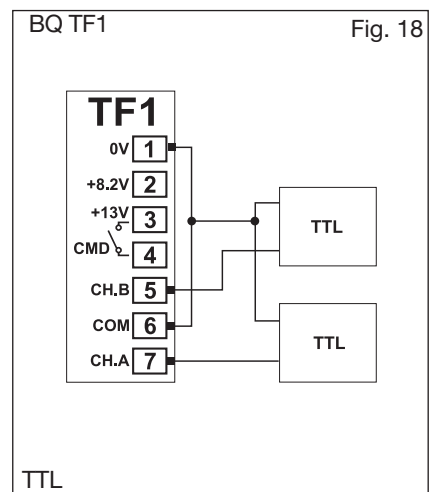 BQ TF1
Fig. 18
TF1
0V 1
+8.2V 2
+13V 3
CMD 4
CH.B 5
COM 6
CH.A 7
TTL
TTL
TTL